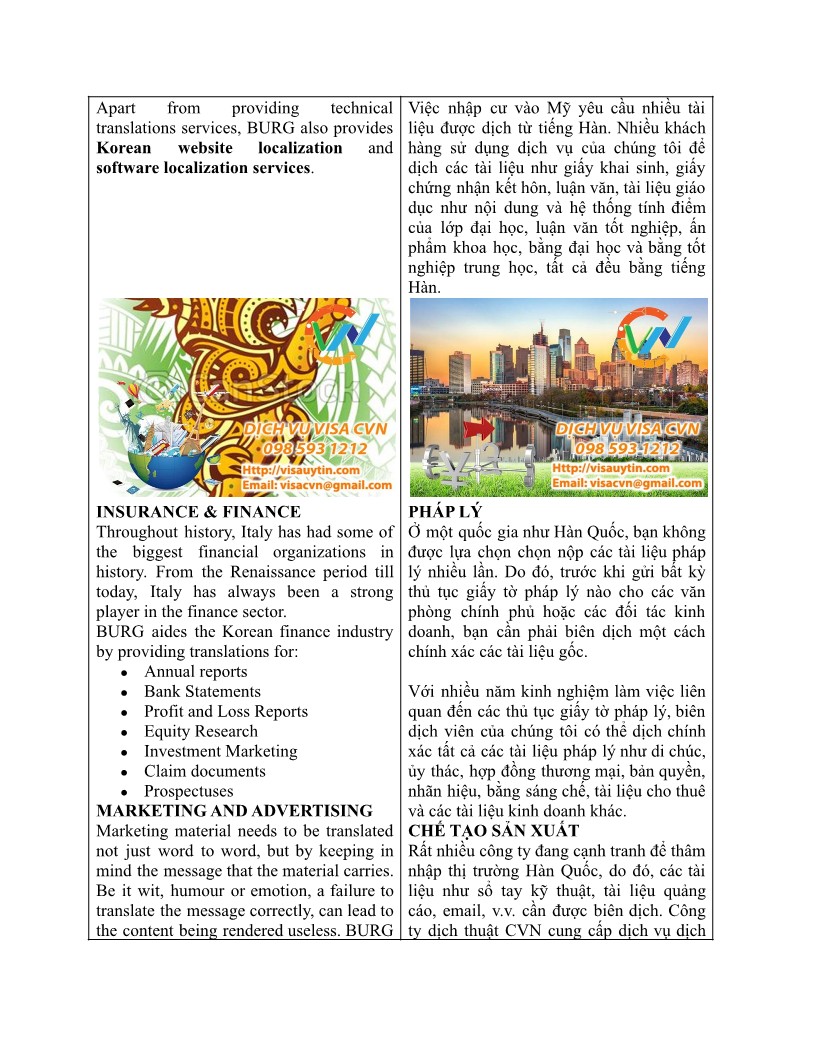 Apart from providing technical
translations services, BURG also provides
Korean website localization and
software localization services.
DỊCH VỤ VISA CVN
098 593 1212
Http://visauytin.com
Email: visacvn@gmail.com
INSURANCE & FINANCE
Throughout history, Italy has had some of
the biggest financial organizations in
history. From the Renaissance period till
today, Italy has always been a strong
player in the finance sector.
BURG aides the Korean finance industry
by providing translations for:
● Annual reports
● Bank Statements
● Profit and Loss Reports
● Equity Research
● Investment Marketing
● Claim documents
● Prospectuses
MARKETING AND ADVERTISING
Marketing material needs to be translated
not just word to word, but by keeping in
mind the message that the material carries.
Be it wit, humour or emotion, a failure to
translate the message correctly, can lead to
the content being rendered useless. BURG
Việc nhập cư vào Mỹ yêu cầu nhiều tài
liệu được dịch từ tiếng Hàn. Nhiều khách
hàng sử dụng dịch vụ của chúng tôi để
dịch các tài liệu như giấy khai sinh, giấy
chứng nhận kết hôn, luận văn, tài liệu giáo
dục như nội dung và hệ thống tính điểm
của lớp đại học, luận văn tốt nghiệp, ấn
phẩm khoa học, bằng đại học và bằng tốt
nghiệp trung học, tất cả đều bằng tiếng
Hàn.
DỊCH VỤ VISA CVN
098 593 1212
Http://visauytin.com
Email: visacvn@gmail.com
PHÁP LÝ
Ở một quốc gia như Hàn Quốc, bạn không
được lựa chọn chọn nộp các tài liệu pháp
lý nhiều lần. Do đó, trước khi gửi bất kỳ
thủ tục giấy tờ pháp lý nào cho các văn
phòng chính phủ hoặc các đối tác kinh
doanh, bạn cần phải biên dịch một cách
chính xác các tài liệu gốc.
Với nhiều năm kinh nghiệm làm việc liên
quan đến các thủ tục giấy tờ pháp lý, biên
dịch viên của chúng tôi có thể dịch chính
xác tất cả các tài liệu pháp lý như di chúc,
ủy thác, hợp đồng thương mại, bản quyền,
nhãn hiệu, bằng sáng chế, tài liệu cho thuê
và các tài liệu kinh doanh khác.
CHẾ TẠO SẢN XUẤT
Rất nhiều công ty đang cạnh tranh để thâm
nhập thị trường Hàn Quốc, do đó, các tài
liệu như sổ tay kỹ thuật, tài liệu quảng
cáo, email, v.v. cần được biên dịch. Công
ty dịch thuật CVN cung cấp dịch vụ dịch